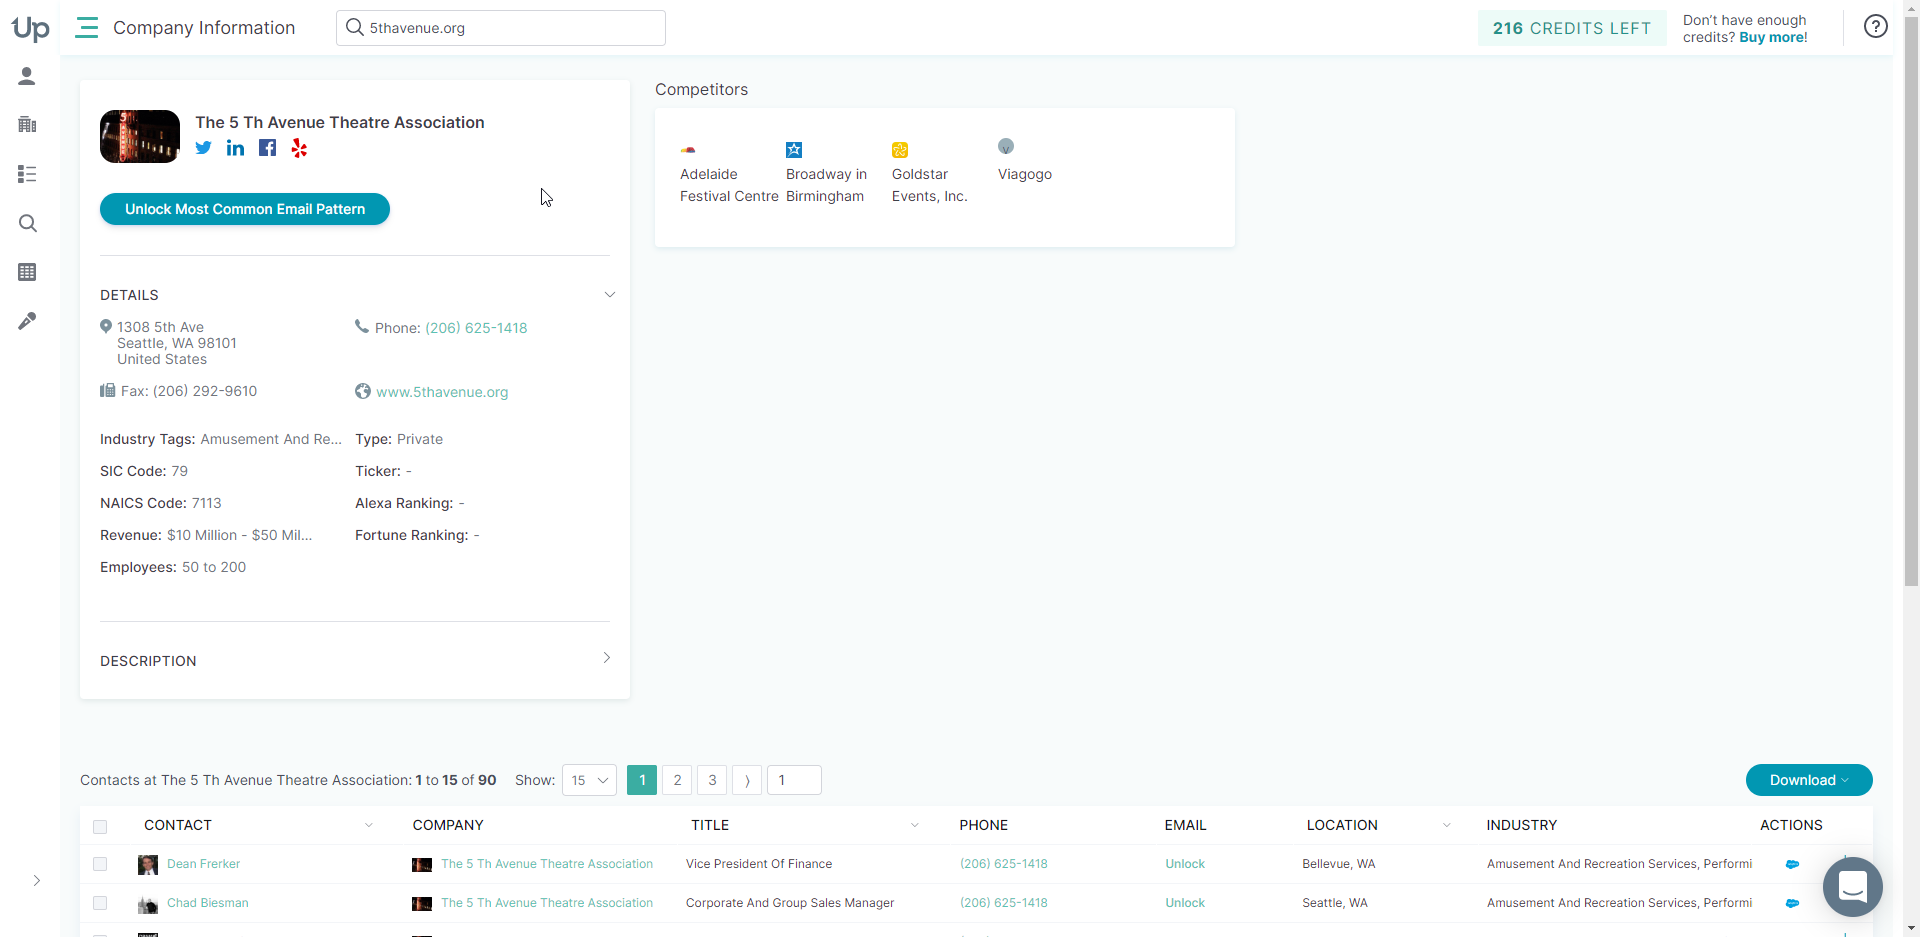 Up
Company Information
5thavenue.org
216 CREDITS LEFT
Don't have enough
credits? Buy more!
?
The 5 Th Avenue Theatre Association
Unlock Most Common Email Pattern
DETAILS
1308 5th Ave
Seattle, WA 98101
United States
Phone: (206) 625-1418
Fax: (206) 292-9610
www.5thavenue.org
Industry Tags: Amusement And Re...
Type: Private
SIC Code: 79
Ticker: -
NAICS Code: 7113
Alexa Ranking: -
Revenue: $10 Million - $50 Mil...
Fortune Ranking: -
Employees: 50 to 200
DESCRIPTION
Competitors
Adelaide
Festival Centre
Broadway in
Birmingham
Goldstar
Events, Inc.
V
Viagogo
Contacts at The 5 Th Avenue Theatre Association: 1 to 15 of 90
Show: 15
1 2 3 ⟩ 1
Download
CONTACT COMPANY TITLE PHONE EMAIL LOCATION INDUSTRY ACTIONS
Dean Frerker The 5 Th Avenue Theatre Association Vice President Of Finance (206) 625-1418 Unlock Bellevue, WA Amusement And Recreation Services, Performi
Chad Biesman The 5 Th Avenue Theatre Association Corporate And Group Sales Manager (206) 625-1418 Unlock Seattle, WA Amusement And Recreation Services, Performi